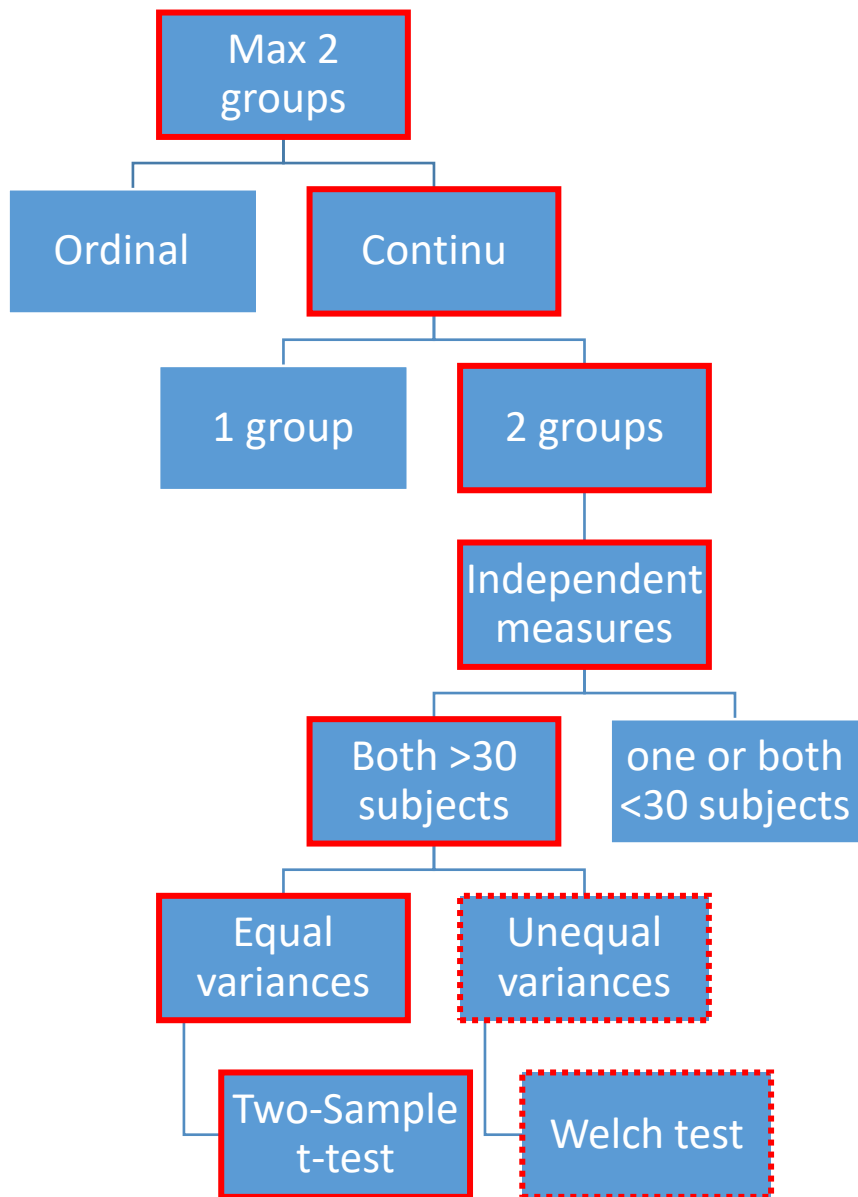 Max 2
groups
Ordinal
Continu
1 group
2 groups
Independent
measures
Both >30
subjects
one or both
<30 subjects
Equal
variances
Unequal
variances
Two-Sample
t-test
Welch test